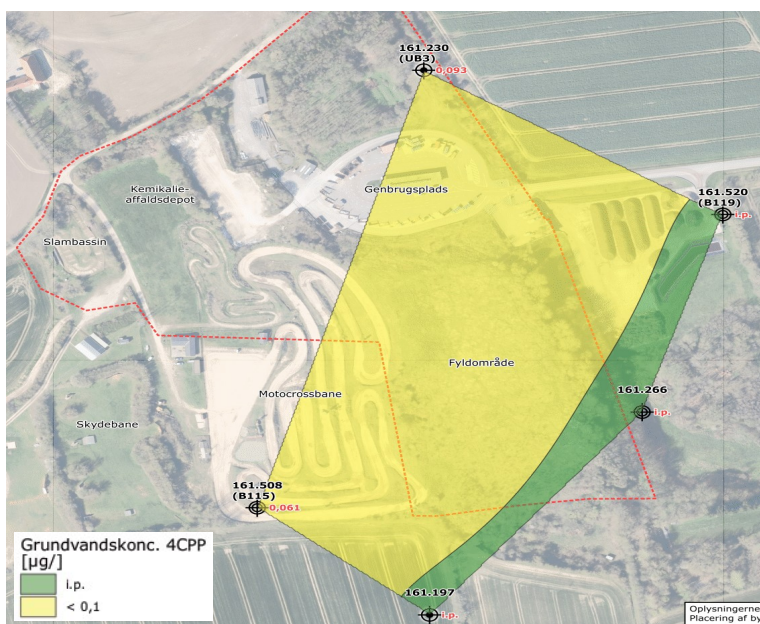 161.230
(UB3)
0,093
161.520
(B119)
i.p.
Genbrugsplads
Kemikalie-
affaldsdepot
Slambassin
Fyldområde
161.266
i.p.
Motocrossbane
Skydebane
161.508
(B115)
0,061
161.197
i.p.
Grundvandskonc. 4CPP
[µg/]
i.p.
< 0,1
Oplysningerne
Placering af by